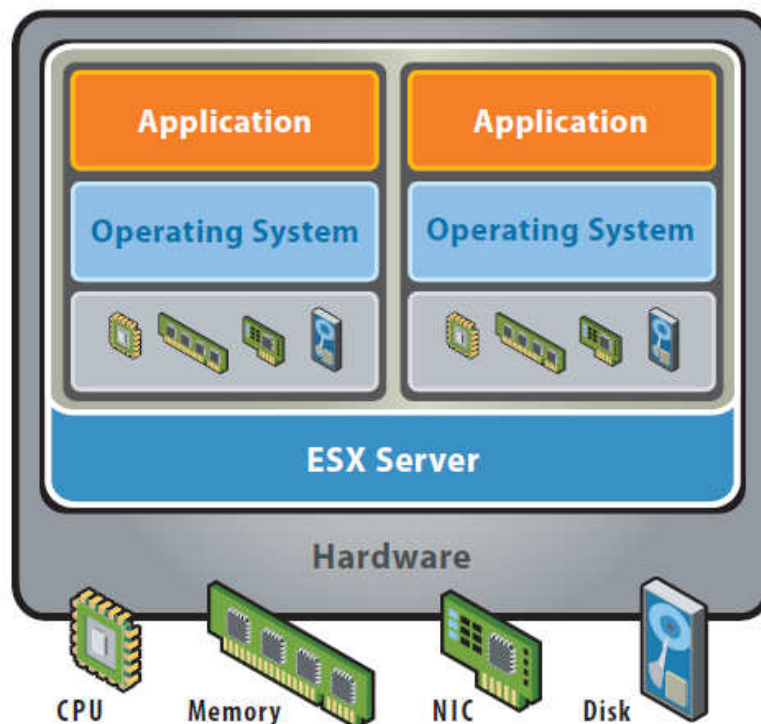 Application Application
Operating System Operating System
ESX Server
Hardware
CPU Memory NIC Disk